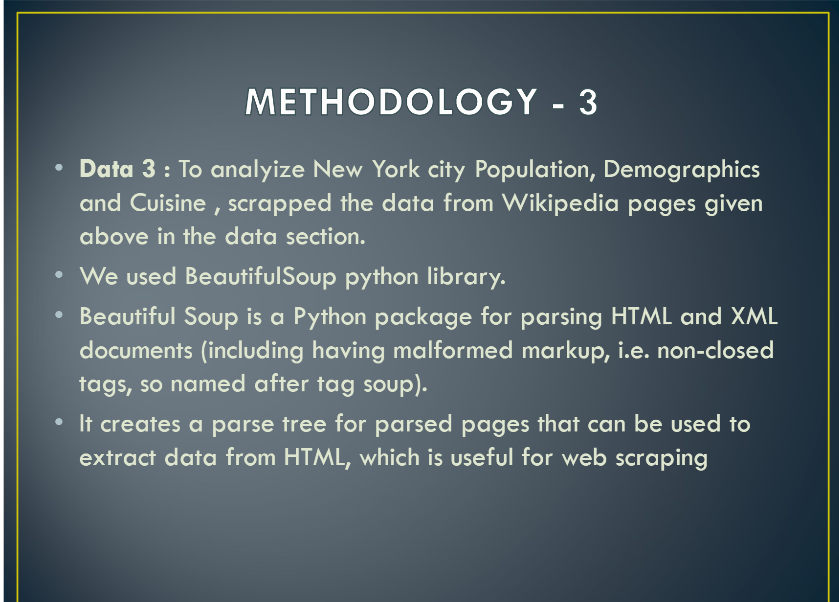 METHODOLOGY - 3
• Data 3 : To analyize New York city Population, Demographics
and Cuisine , scrapped the data from Wikipedia pages given
above in the data section.
• We used BeautifulSoup python library.
• Beautiful Soup is a Python package for parsing HTML and XML
documents (including having malformed markup, i.e. non-closed
tags, so named after tag soup).
• It creates a parse tree for parsed pages that can be used to
extract data from HTML, which is useful for web scraping